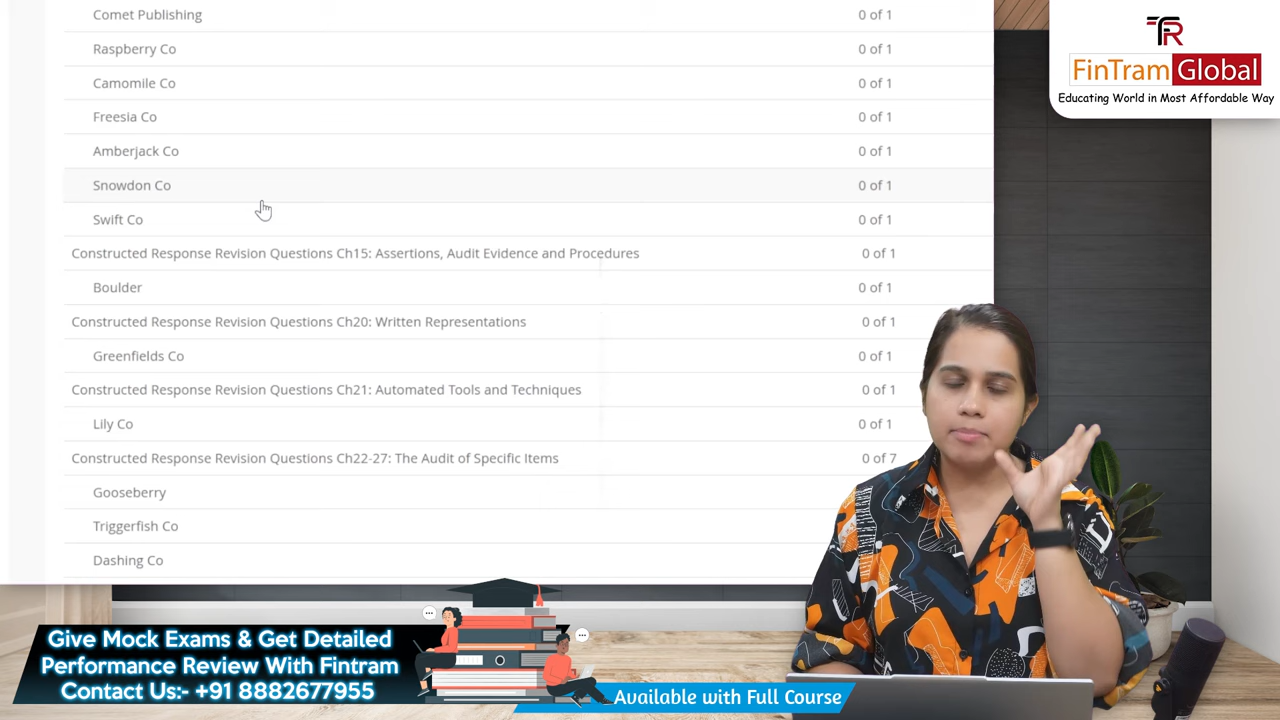 Comet Publishing 0 of 1
Raspberry Co 0 of 1
Camomile Co 0 of 1
Freesia Co 0 of 1
Amberjack Co 0 of 1
Snowdon Co 0 of 1
Swift Co 0 of 1
Constructed Response Revision Questions Ch15: Assertions, Audit Evidence and Procedures 0 of 1
Boulder 0 of 1
Constructed Response Revision Questions Ch20: Written Representations 0 of 1
Greenfields Co 0 of 1
Constructed Response Revision Questions Ch21: Automated Tools and Techniques 0 of 1
Lily Co 0 of 1
Constructed Response Revision Questions Ch22-27: The Audit of Specific Items 0 of 7
Gooseberry
Triggerfish Co
Dashing Co
FinTram Global
Educating World in Most Affordable Way
Give Mock Exams & Get Detailed
Performance Review With Fintram
Contact Us:- +91 8882677955
Available with Full Course